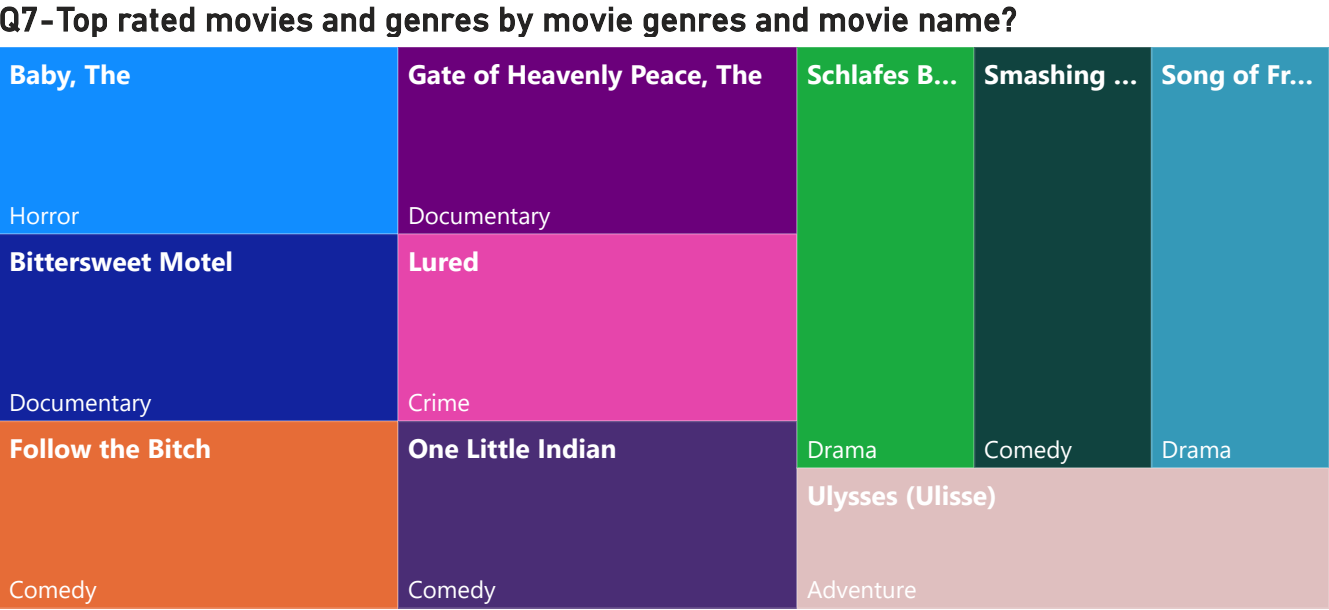 Q7-Top rated movies and genres by movie genres and movie name?
Baby, The
Horror
Bittersweet Motel
Documentary
Follow the Bitch
Comedy
Gate of Heavenly Peace, The
Documentary
Lured
Crime
One Little Indian
Comedy
Schlafes B...
Drama
Smashing ...
Comedy
Song of Fr...
Drama
Ulysses (Ulisse)
Adventure